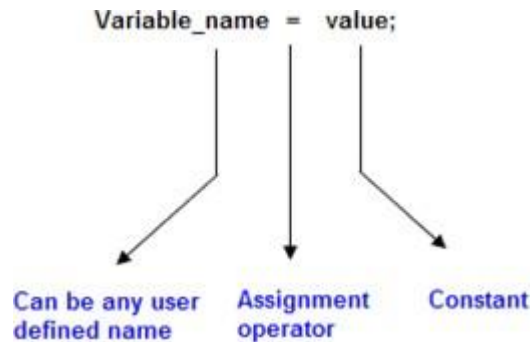 Variable_name = value;
Can be any user
defined name
Assignment
operator
Constant